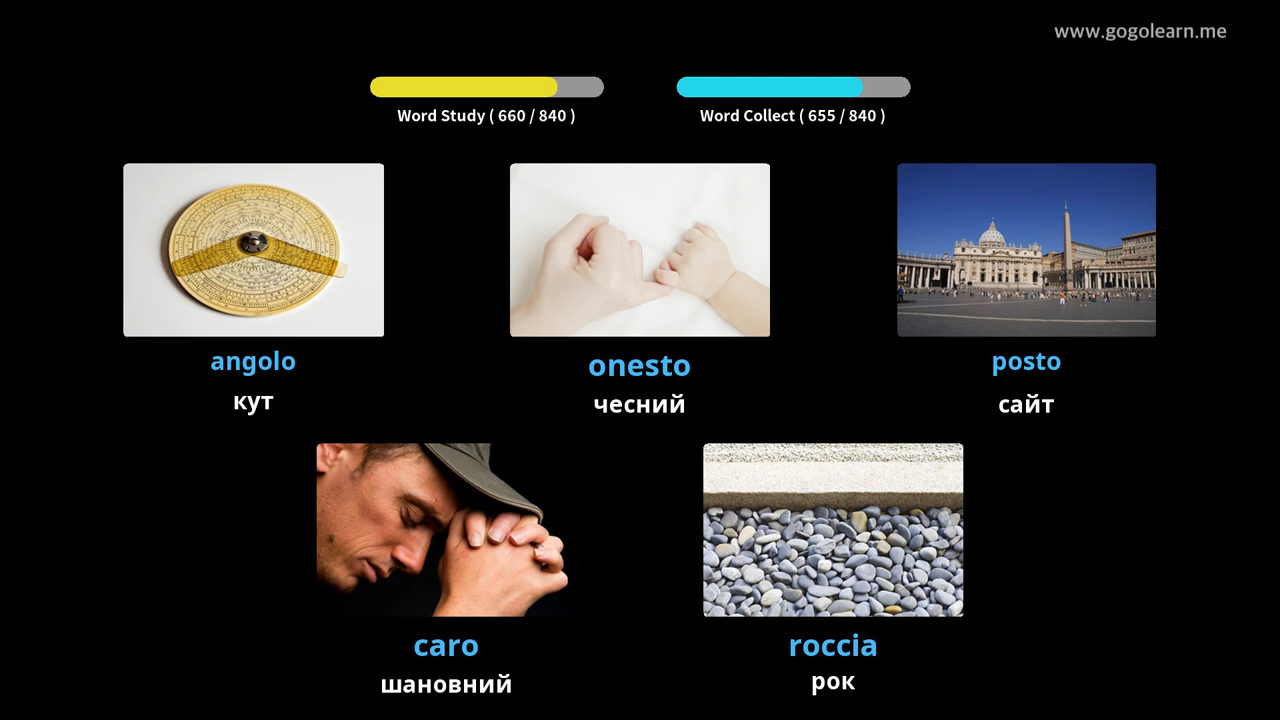 www.gogolearn.me
Word Study ( 660 / 840 )
Word Collect ( 655 / 840 )
angolo
кут
onesto
чесний
posto
сайт
caro
шановний
roccia
рок